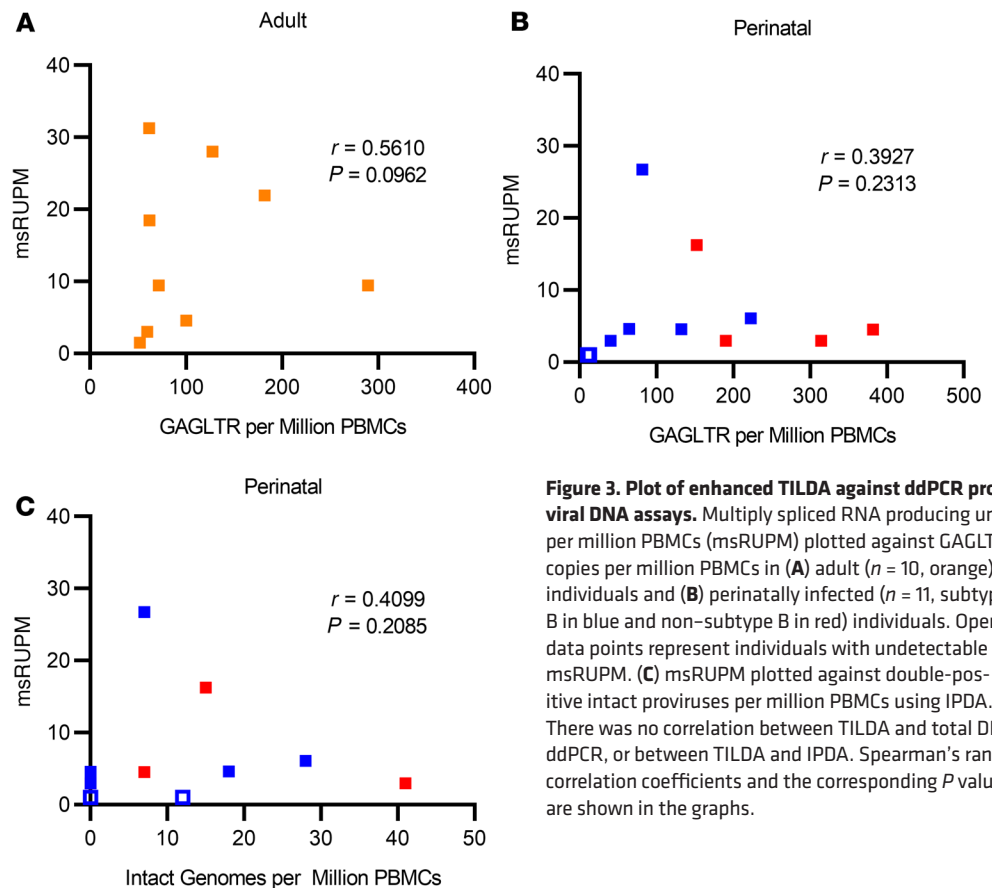 A
Adult
40
30
20
10
0
msRUPM
r = 0.5610
P = 0.0962
0 100 200 300 400
GAGLTR per Million PBMCs
B
Perinatal
40
30
20
10
0
msRUPM
r = 0.3927
P = 0.2313
0 100 200 300 400 500
GAGLTR per Million PBMCs
C
Perinatal
40
30
20
10
0
msRUPM
r = 0.4099
P = 0.2085
0 10 20 30 40 50
Intact Genomes per Million PBMCs
Figure 3. Plot of enhanced TILDA against ddPCR pro
viral DNA assays. Multiply spliced RNA producing un
per million PBMCs (msRUPM) plotted against GAGLT
copies per million PBMCs in (A) adult (n = 10, orange)
individuals and (B) perinatally infected (n = 11, subtyp
B in blue and non–subtype B in red) individuals. Open
data points represent individuals with undetectable
msRUPM. (C) msRUPM plotted against double-pos-
itive intact proviruses per million PBMCs using IPDA.
There was no correlation between TILDA and total D
ddPCR, or between TILDA and IPDA. Spearman's ran
correlation coefficients and the corresponding P valu
are shown in the graphs.